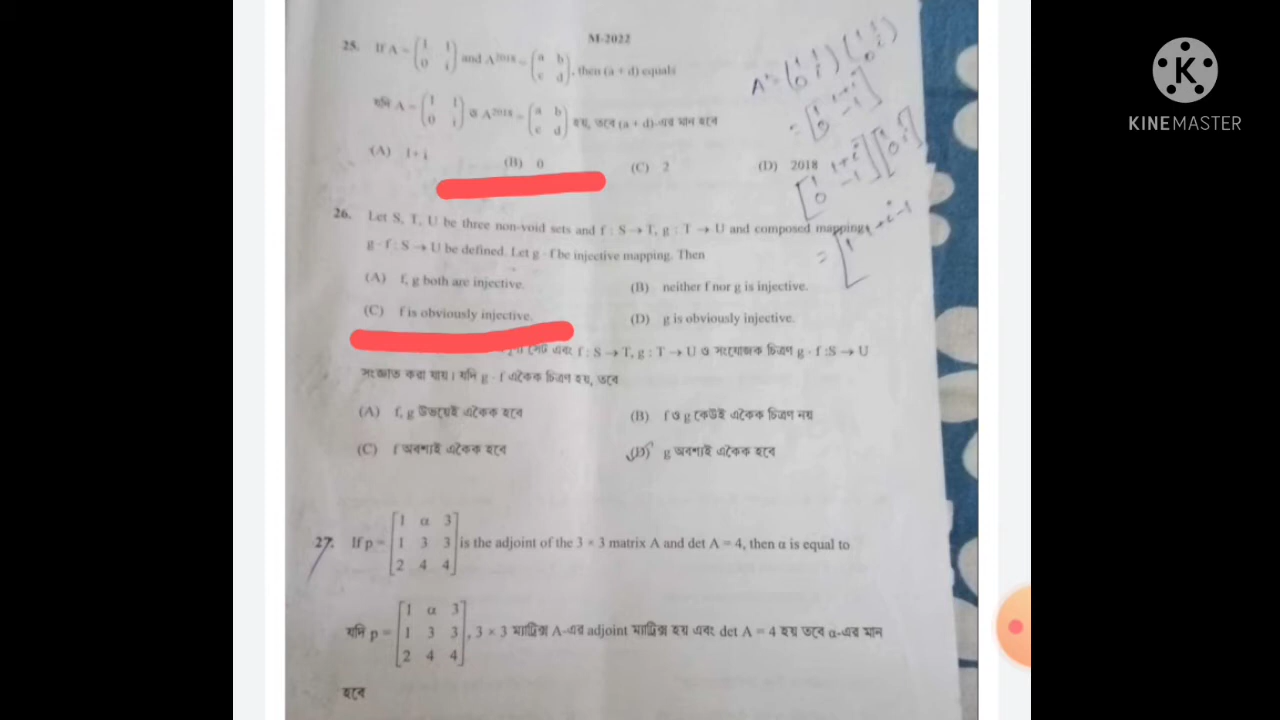 M-2022
25. If A = (1 1 0 i) and A^2018 = (a b c d), then (a + d) equals
যদি A = (1 1 0 i) ও A^2018 = (a b c d) হয়, তবে (a + d)-এর মান হবে
(A) 1+ i (B) 0 (C) 2 (D) 2018
26. Let S, T, U be three non-void sets and f : S → T, g : T → U and composed mappings
g · f : S → U be defined. Let g · f be injective mapping. Then
(A) f, g both are injective. (B) neither f nor g is injective.
(C) f is obviously injective. (D) g is obviously injective.
সেট এবং f : S → T, g : T → U ও সংযোজক চিত্রণ g · f :S → U
সংজ্ঞাত করা যায়। যদি g · f একৈক চিত্রণ হয়, তবে
(A) f, g উভয়েই একৈক হবে (B) f ও g কেউই একৈক চিত্রণ নয়
(C) f অবশ্যই একৈক হবে (D) g অবশ্যই একৈক হবে
27. If p = [1 α 3 1 3 3 2 4 4] is the adjoint of the 3 × 3 matrix A and det A = 4, then α is equal to
যদি p = [1 α 3 1 3 3 2 4 4], 3 × 3 ম্যাট্রিক্স A-এর adjoint ম্যাট্রিক্স হয় এবং det A = 4 হয় তবে α-এর মান
হবে
K
KINEMASTER